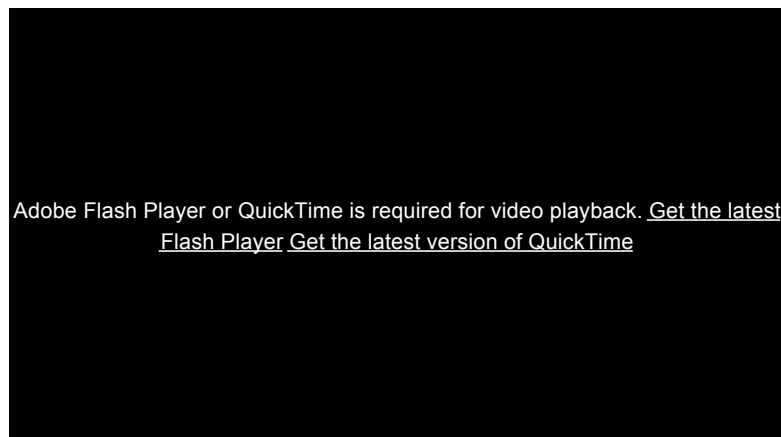 Adobe Flash Player or QuickTime is required for video playback. Get the latest
Flash Player Get the latest version of QuickTime